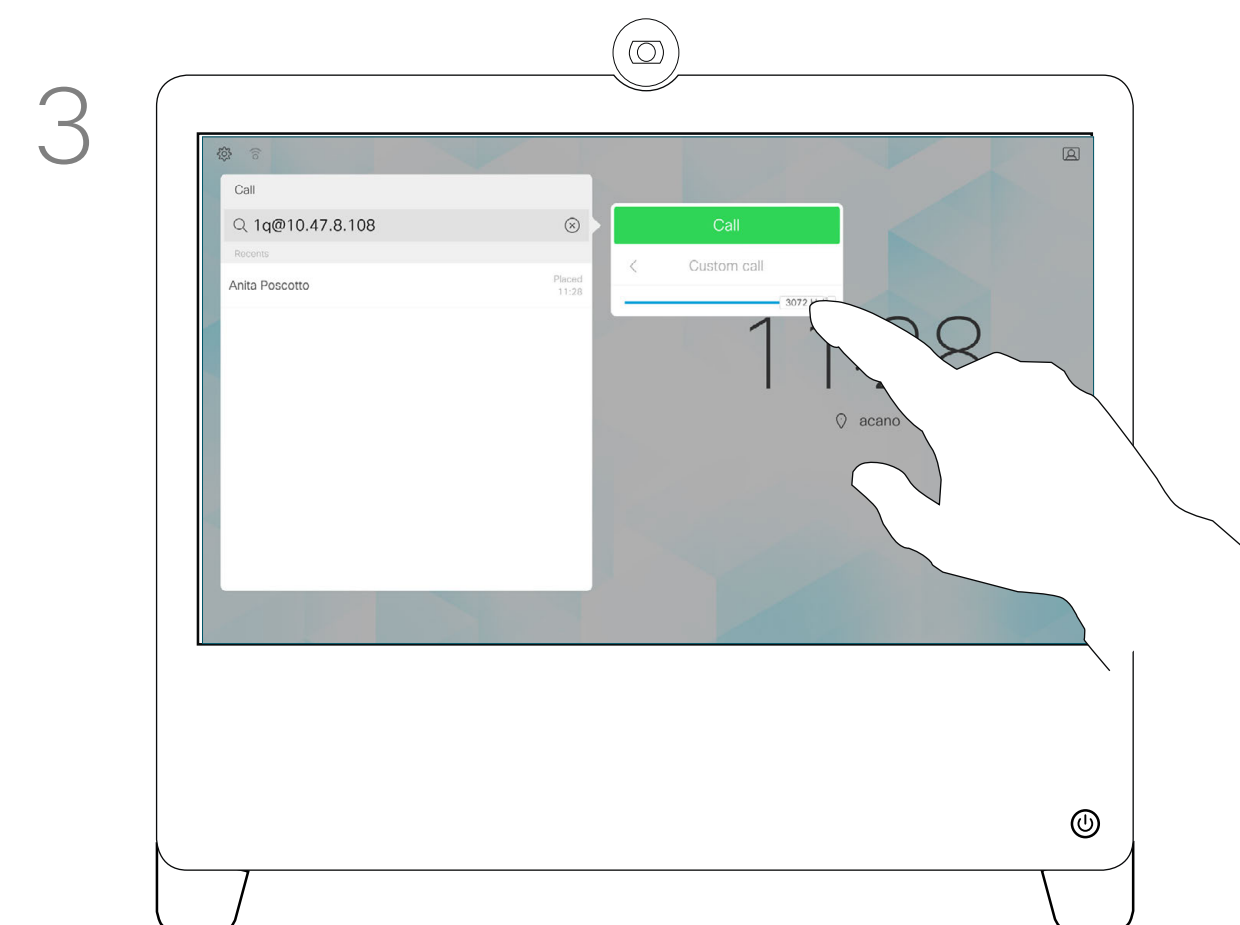 3
Call
1q@10.47.8.108
Recents
Anita Poscotto
Placed
11:28
Call
Custom call
3072
acano